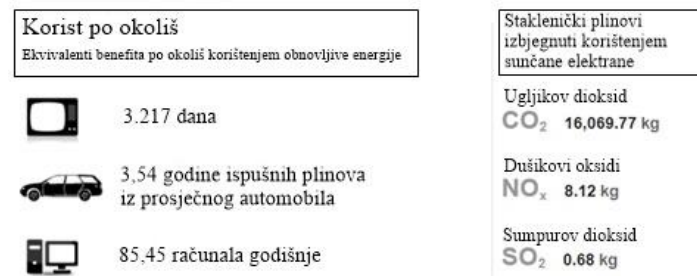 Korist po okoliš
Ekvivalenti benefita po okoliš korištenjem obnovljive energije
3.217 dana
3,54 godine ispušnih plinova
iz prosječnog automobila
85,45 računala godišnje
Staklenički plinovi
izbjegnuti korištenjem
sunčane elektrane
Ugljikov dioksid
CO₂ 16,069.77 kg
Dušikovi oksidi
NOₓ 8.12 kg
Sumpurov dioksid
SO₂ 0.68 kg